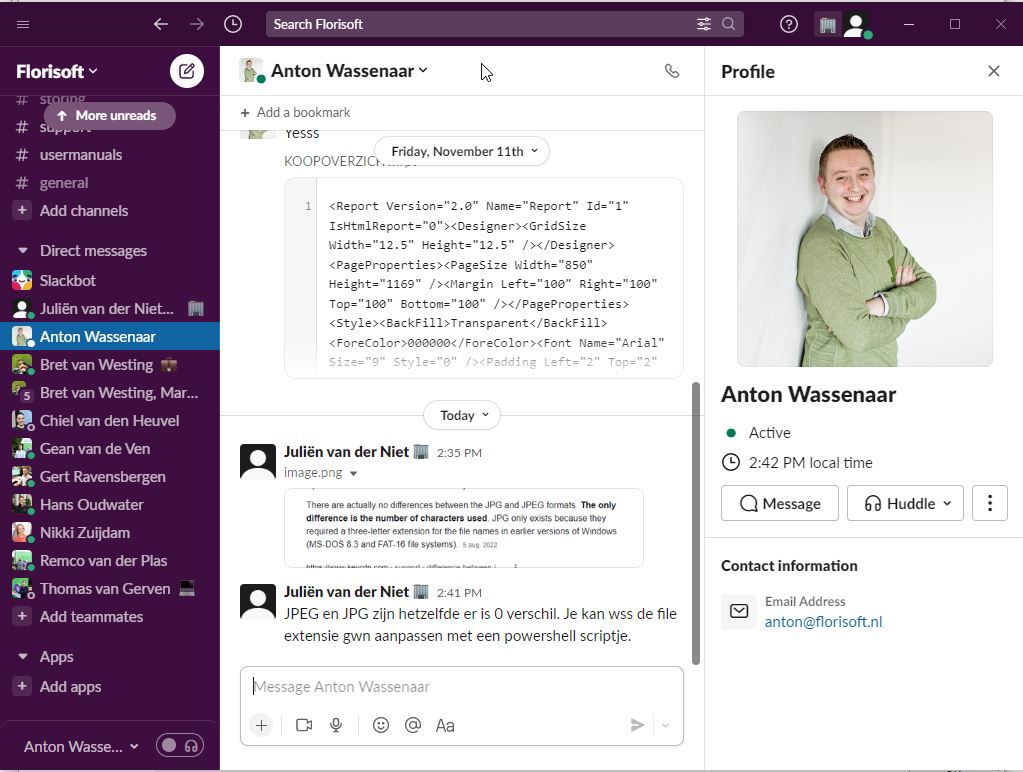 Search Florisoft
Florisoft
storing
More unreads
support
# usermanuals
# general
+ Add channels
Direct messages
Slackbot
Juliën van der Niet...
Anton Wassenaar
Bret van Westing
5 Bret van Westing, Mar...
Chiel van den Heuvel
Gean van de Ven
Gert Ravensbergen
Hans Oudwater
Nikki Zuijdam
Remco van der Plas
Thomas van Gerven
+ Add teammates
Apps
+ Add apps
Anton Wasse...
Anton Wassenaar
+ Add a bookmark
Yesss
Friday, November 11th
1
<Report Version="2.0" Name="Report" Id="1"
IsHtmlReport="0"><Designer><GridSize
Width="12.5" Height="12.5" /></Designer>
<PageProperties><PageSize Width="850"
Height="1169" /><Margin Left="100" Right="100"
Top="100" Bottom="100" /></PageProperties>
<Style><BackFill>Transparent</BackFill>
<ForeColor>000000</ForeColor><Font Name="Arial"
Size="9" Style="0" /><Padding Left="2" Top="2"
Today
Juliën van der Niet 2:35 PM
image.png
There are actually no differences between the JPG and JPEG formats. The only
difference is the number of characters used. JPG only exists because they
required a three-letter extension for the file names in earlier versions of Windows
(MS-DOS 8.3 and FAT-16 file systems). 5 aug. 2022
Juliën van der Niet 2:41 PM
JPEG en JPG zijn hetzelfde er is 0 verschil. Je kan wss de file
extensie gwn aanpassen met een powershell scriptje.
Message Anton Wassenaar
Aa
Profile
Anton Wassenaar
Active
2:42 PM local time
Message
Huddle
Contact information
Email Address
anton@florisoft.nl